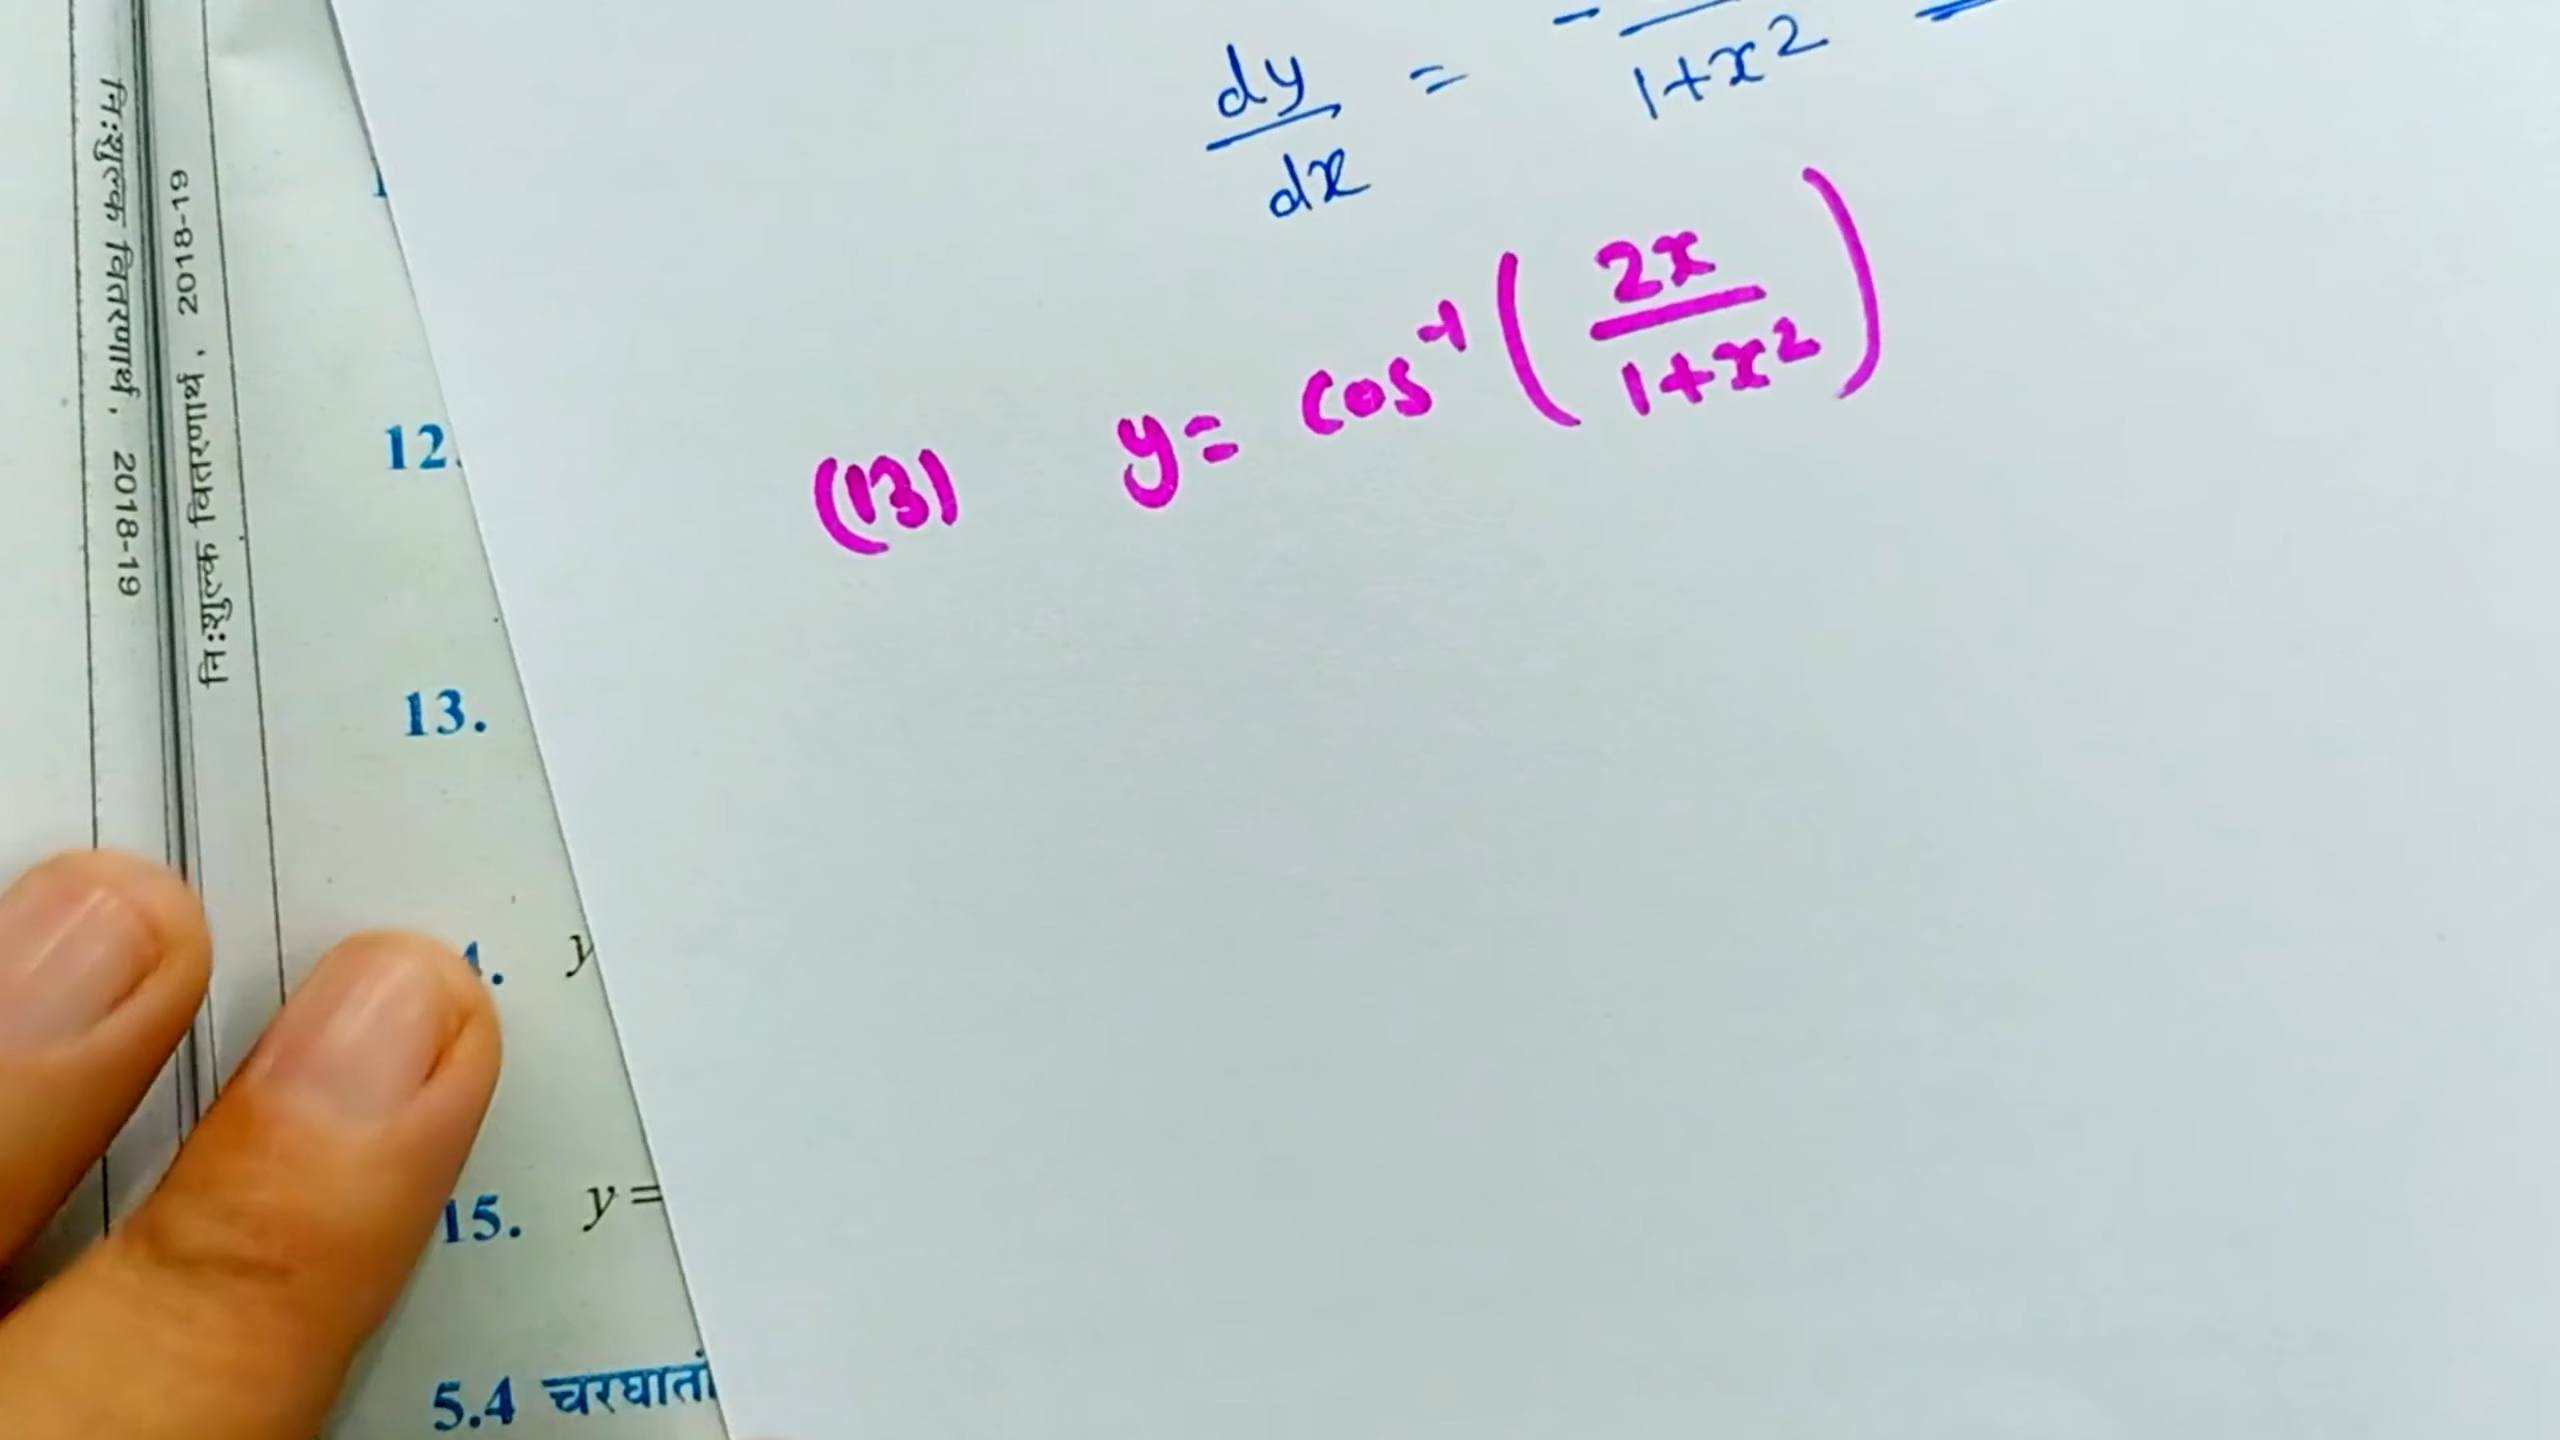 निःशुल्क वितरणार्थ, 2018-19
निःशुल्क वितरणार्थ, 2018-19
12.
13.
y
15. y=
5.4 चरघातां
dy/dx = - /1+x²
(13) y= cos⁻¹(2x/1+x²)